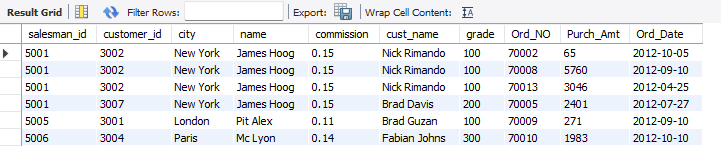 Result Grid Filter Rows: Export: Wrap Cell Content:
salesman_id customer_id city name commission cust_name grade Ord_NO Purch_Amt Ord_Date
5001 3002 New York James Hoog 0.15 Nick Rimando 100 70002 65 2012-10-05
5001 3002 New York James Hoog 0.15 Nick Rimando 100 70008 5760 2012-09-10
5001 3002 New York James Hoog 0.15 Nick Rimando 100 70013 3046 2012-04-25
5001 3007 New York James Hoog 0.15 Brad Davis 200 70005 2401 2012-07-27
5005 3001 London Pit Alex 0.11 Brad Guzan 100 70009 271 2012-09-10
5006 3004 Paris Mc Lyon 0.14 Fabian Johns 300 70010 1983 2012-10-10